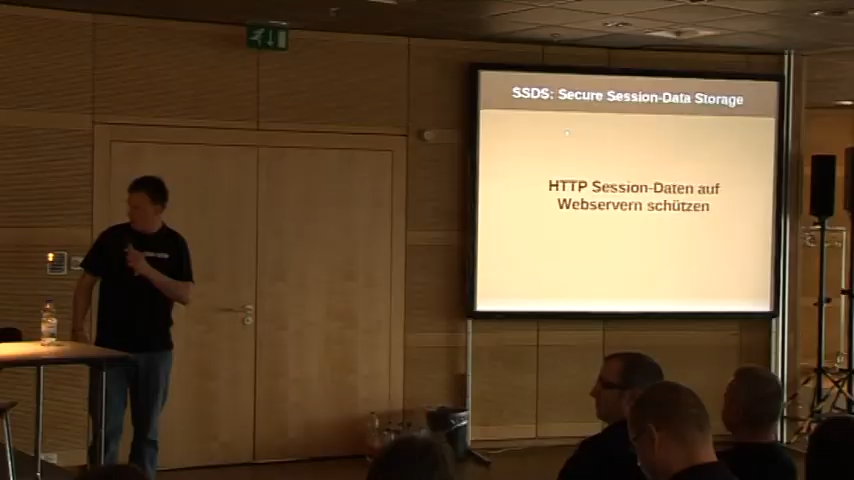 SSDS: Secure Session-Data Storage
HTTP Session-Daten auf
Webservern schützen